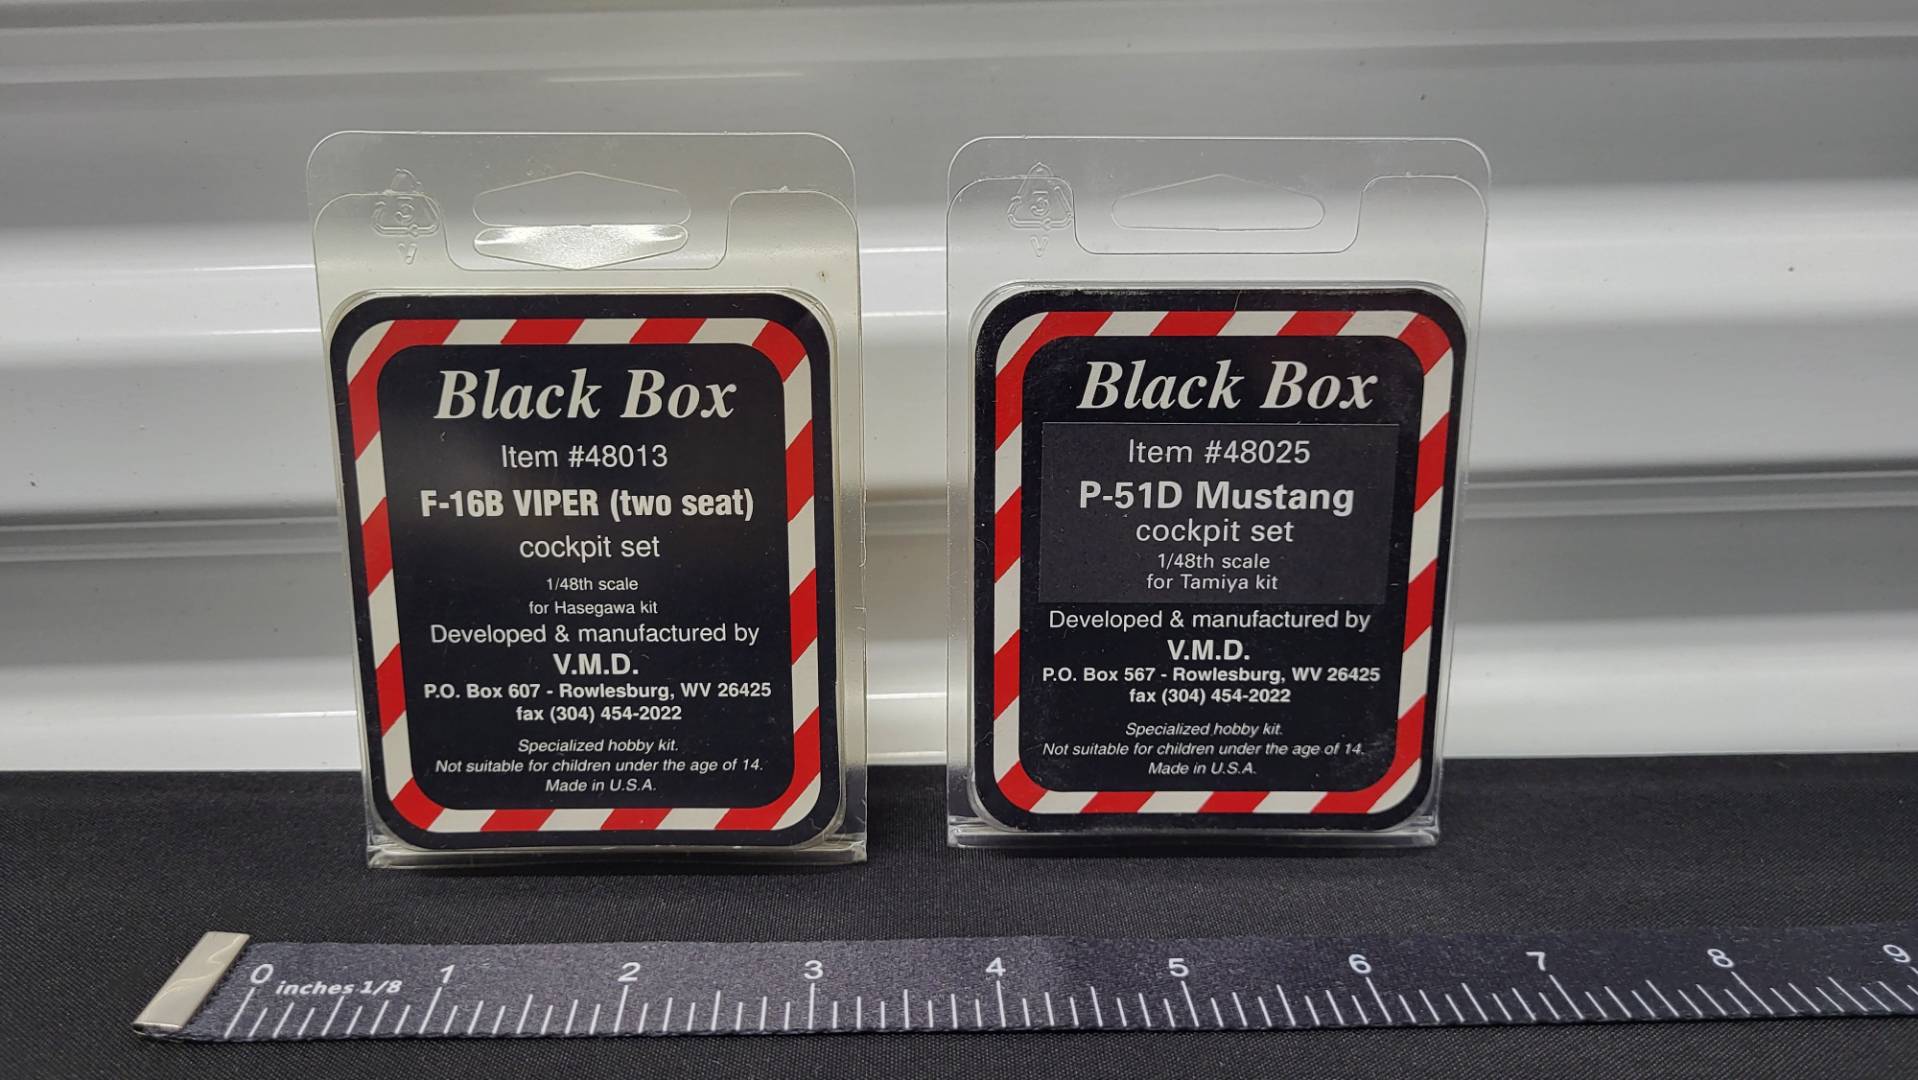 Black Box
Item #48013
F-16B VIPER (two seat)
cockpit set
1/48th scale
for Hasegawa kit
Developed & manufactured by
V.M.D.
P.O. Box 607 - Rowlesburg, WV 26425
fax (304) 454-2022
Specialized hobby kit.
Not suitable for children under the age of 14.
Made in U.S.A.
Black Box
Item #48025
P-51D Mustang
cockpit set
1/48th scale
for Tamiya kit
Developed & manufactured by
V.M.D.
P.O. Box 567 - Rowlesburg, WV 26425
fax (304) 454-2022
Specialized hobby kit.
Not suitable for children under the age of 14.
Made in U.S.A.
3
V
3
V
0 inches 1/8 1 2 3 4 5 6 7 8 9